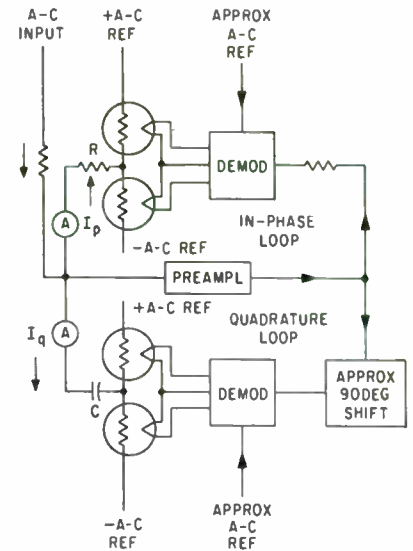 A-C
INPUT
+A-C
REF
APPROX
A-C
REF
R
DEMOD
A
Ip
IN-PHASE
LOOP
-A-C REF
PREAMPL
+A-C REF
QUADRATURE
LOOP
Iq
A
C
DEMOD
APPROX
90DEG
SHIFT
-A-C
REF
APPROX
A-C
REF